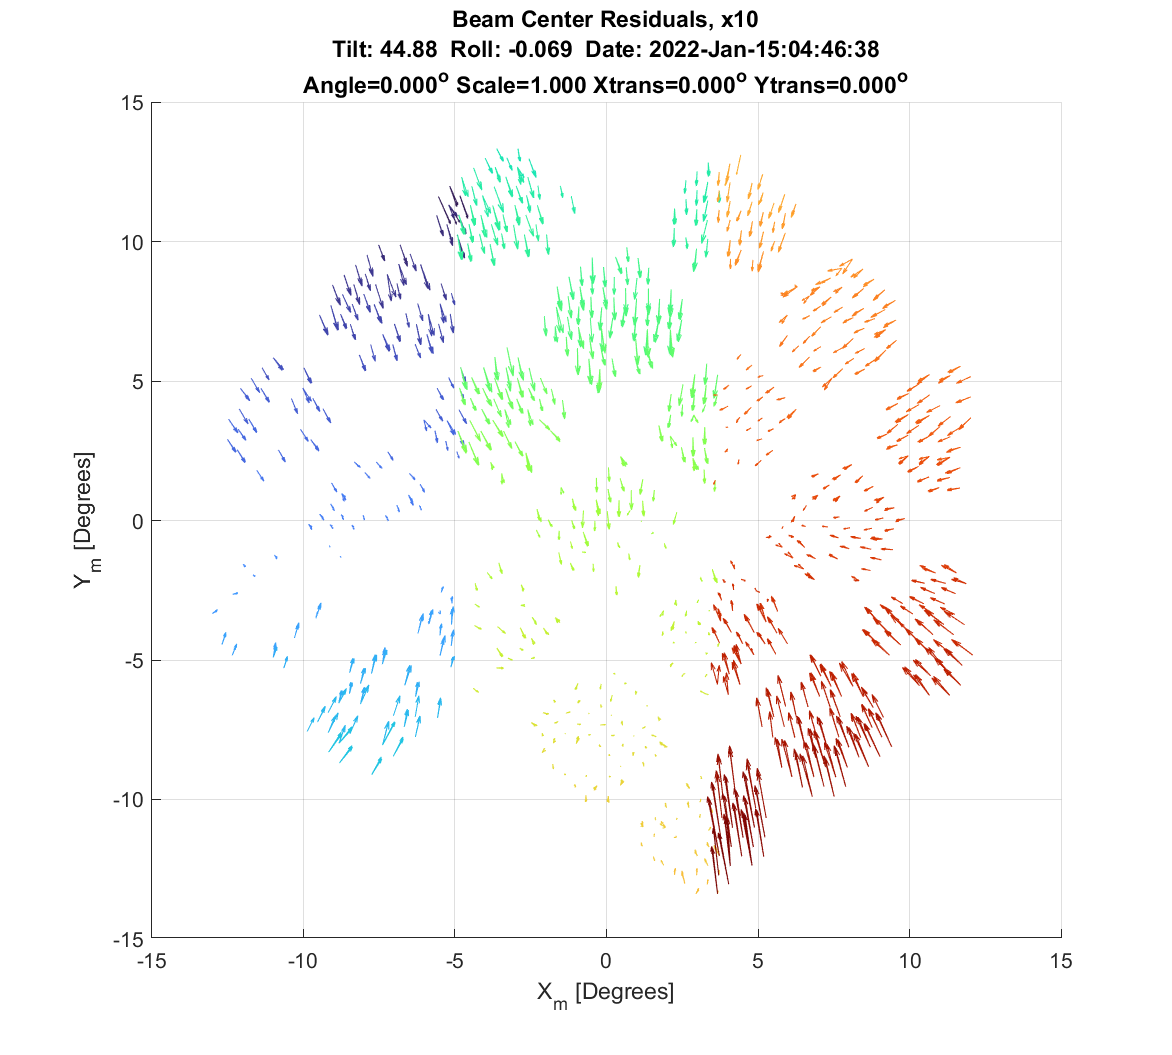 Beam Center Residuals, x10
Tilt: 44.88 Roll: -0.069 Date: 2022-Jan-15:04:46:38
Angle=0.000° Scale=1.000 Xtrans=0.000° Ytrans=0.000°
15
10
5
0
-5
-10
-15
Y_m [Degrees]
-15 -10 -5 0 5 10 15
X_m [Degrees]